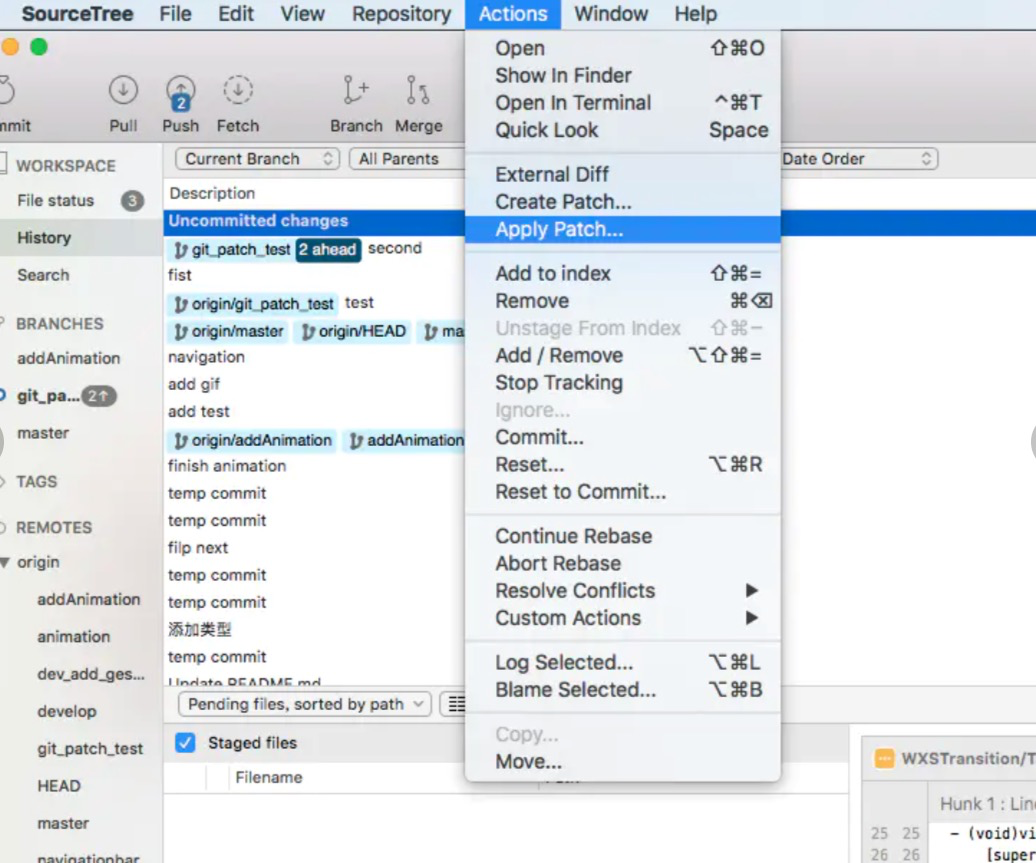 SourceTree File Edit View Repository Actions Window Help
Pull Push Fetch Branch Merge
2
Current Branch All Parents Date Order
WORKSPACE
File status 3
History
Search
BRANCHES
addAnimation
git_pa... 2↑
master
TAGS
REMOTES
origin
addAnimation
animation
dev_add_ges...
develop
git_patch_test
HEAD
master
navigationbar
Description
Uncommitted changes
git_patch_test 2 ahead second
fist
origin/git_patch_test test
origin/master origin/HEAD ma
navigation
add gif
add test
origin/addAnimation addAnimation
finish animation
temp commit
temp commit
filp next
temp commit
temp commit
添加类型
temp commit
Update README.md
Pending files, sorted by path
Staged files
Filename
Open ⇧⌘O
Show In Finder
Open In Terminal ^⌘T
Quick Look Space
External Diff
Create Patch...
Apply Patch...
Add to index ⇧⌘=
Remove ⌘⌫
Unstage From Index ⇧⌘−
Add / Remove ⌥⇧⌘=
Stop Tracking
Ignore...
Commit...
Reset... ⌥⌘R
Reset to Commit...
Continue Rebase
Abort Rebase
Resolve Conflicts ▶
Custom Actions ▶
Log Selected... ⌥⌘L
Blame Selected... ⌥⌘B
Copy...
Move...
WXSTransition/T
Hunk 1 : Line
25 25 - (void)vi
26 26 [super